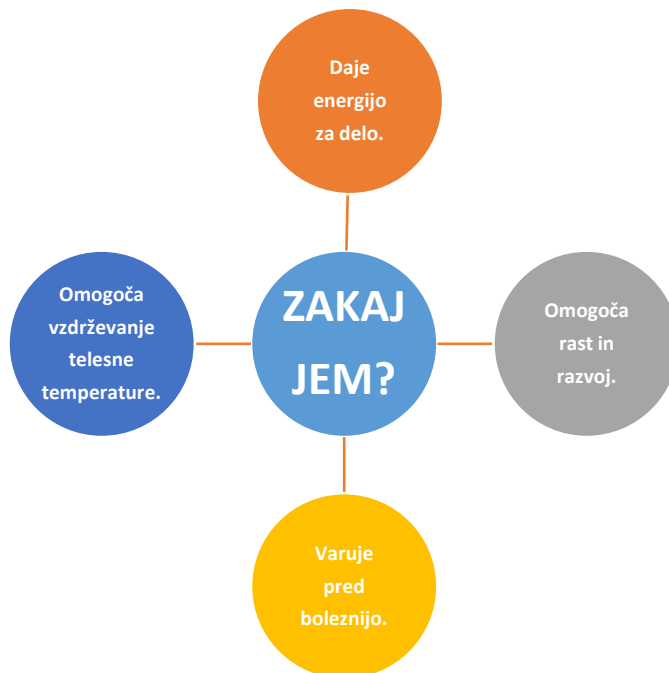 Daje
energijo
za delo.
Omogoča
vzdrževanje
telesne
temperature.
ZAKAJ
JEM?
Omogoča
rast in
razvoj.
Varuje
pred
boleznijo.